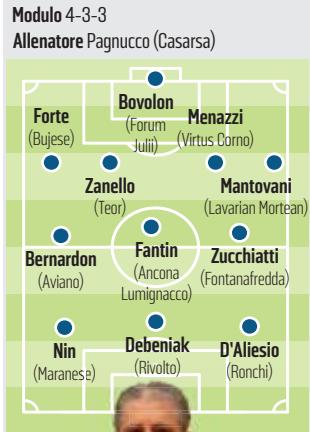 Modulo 4-3-3
Allenatore Pagnucco (Casarsa)
Bovolon
(Forum
Julii)
Forte
(Bujese)
Menazzi
(Virtus Corno)
Zanello
(Teor)
Mantovani
(Lavarian Mortean)
Bernardon
(Aviano)
Fantin
(Ancona
Lumignacco)
Zucchiatti
(Fontanafredda)
Nin
(Maranese)
Debeniak
(Rivolto)
D'Aliesio
(Ronchi)